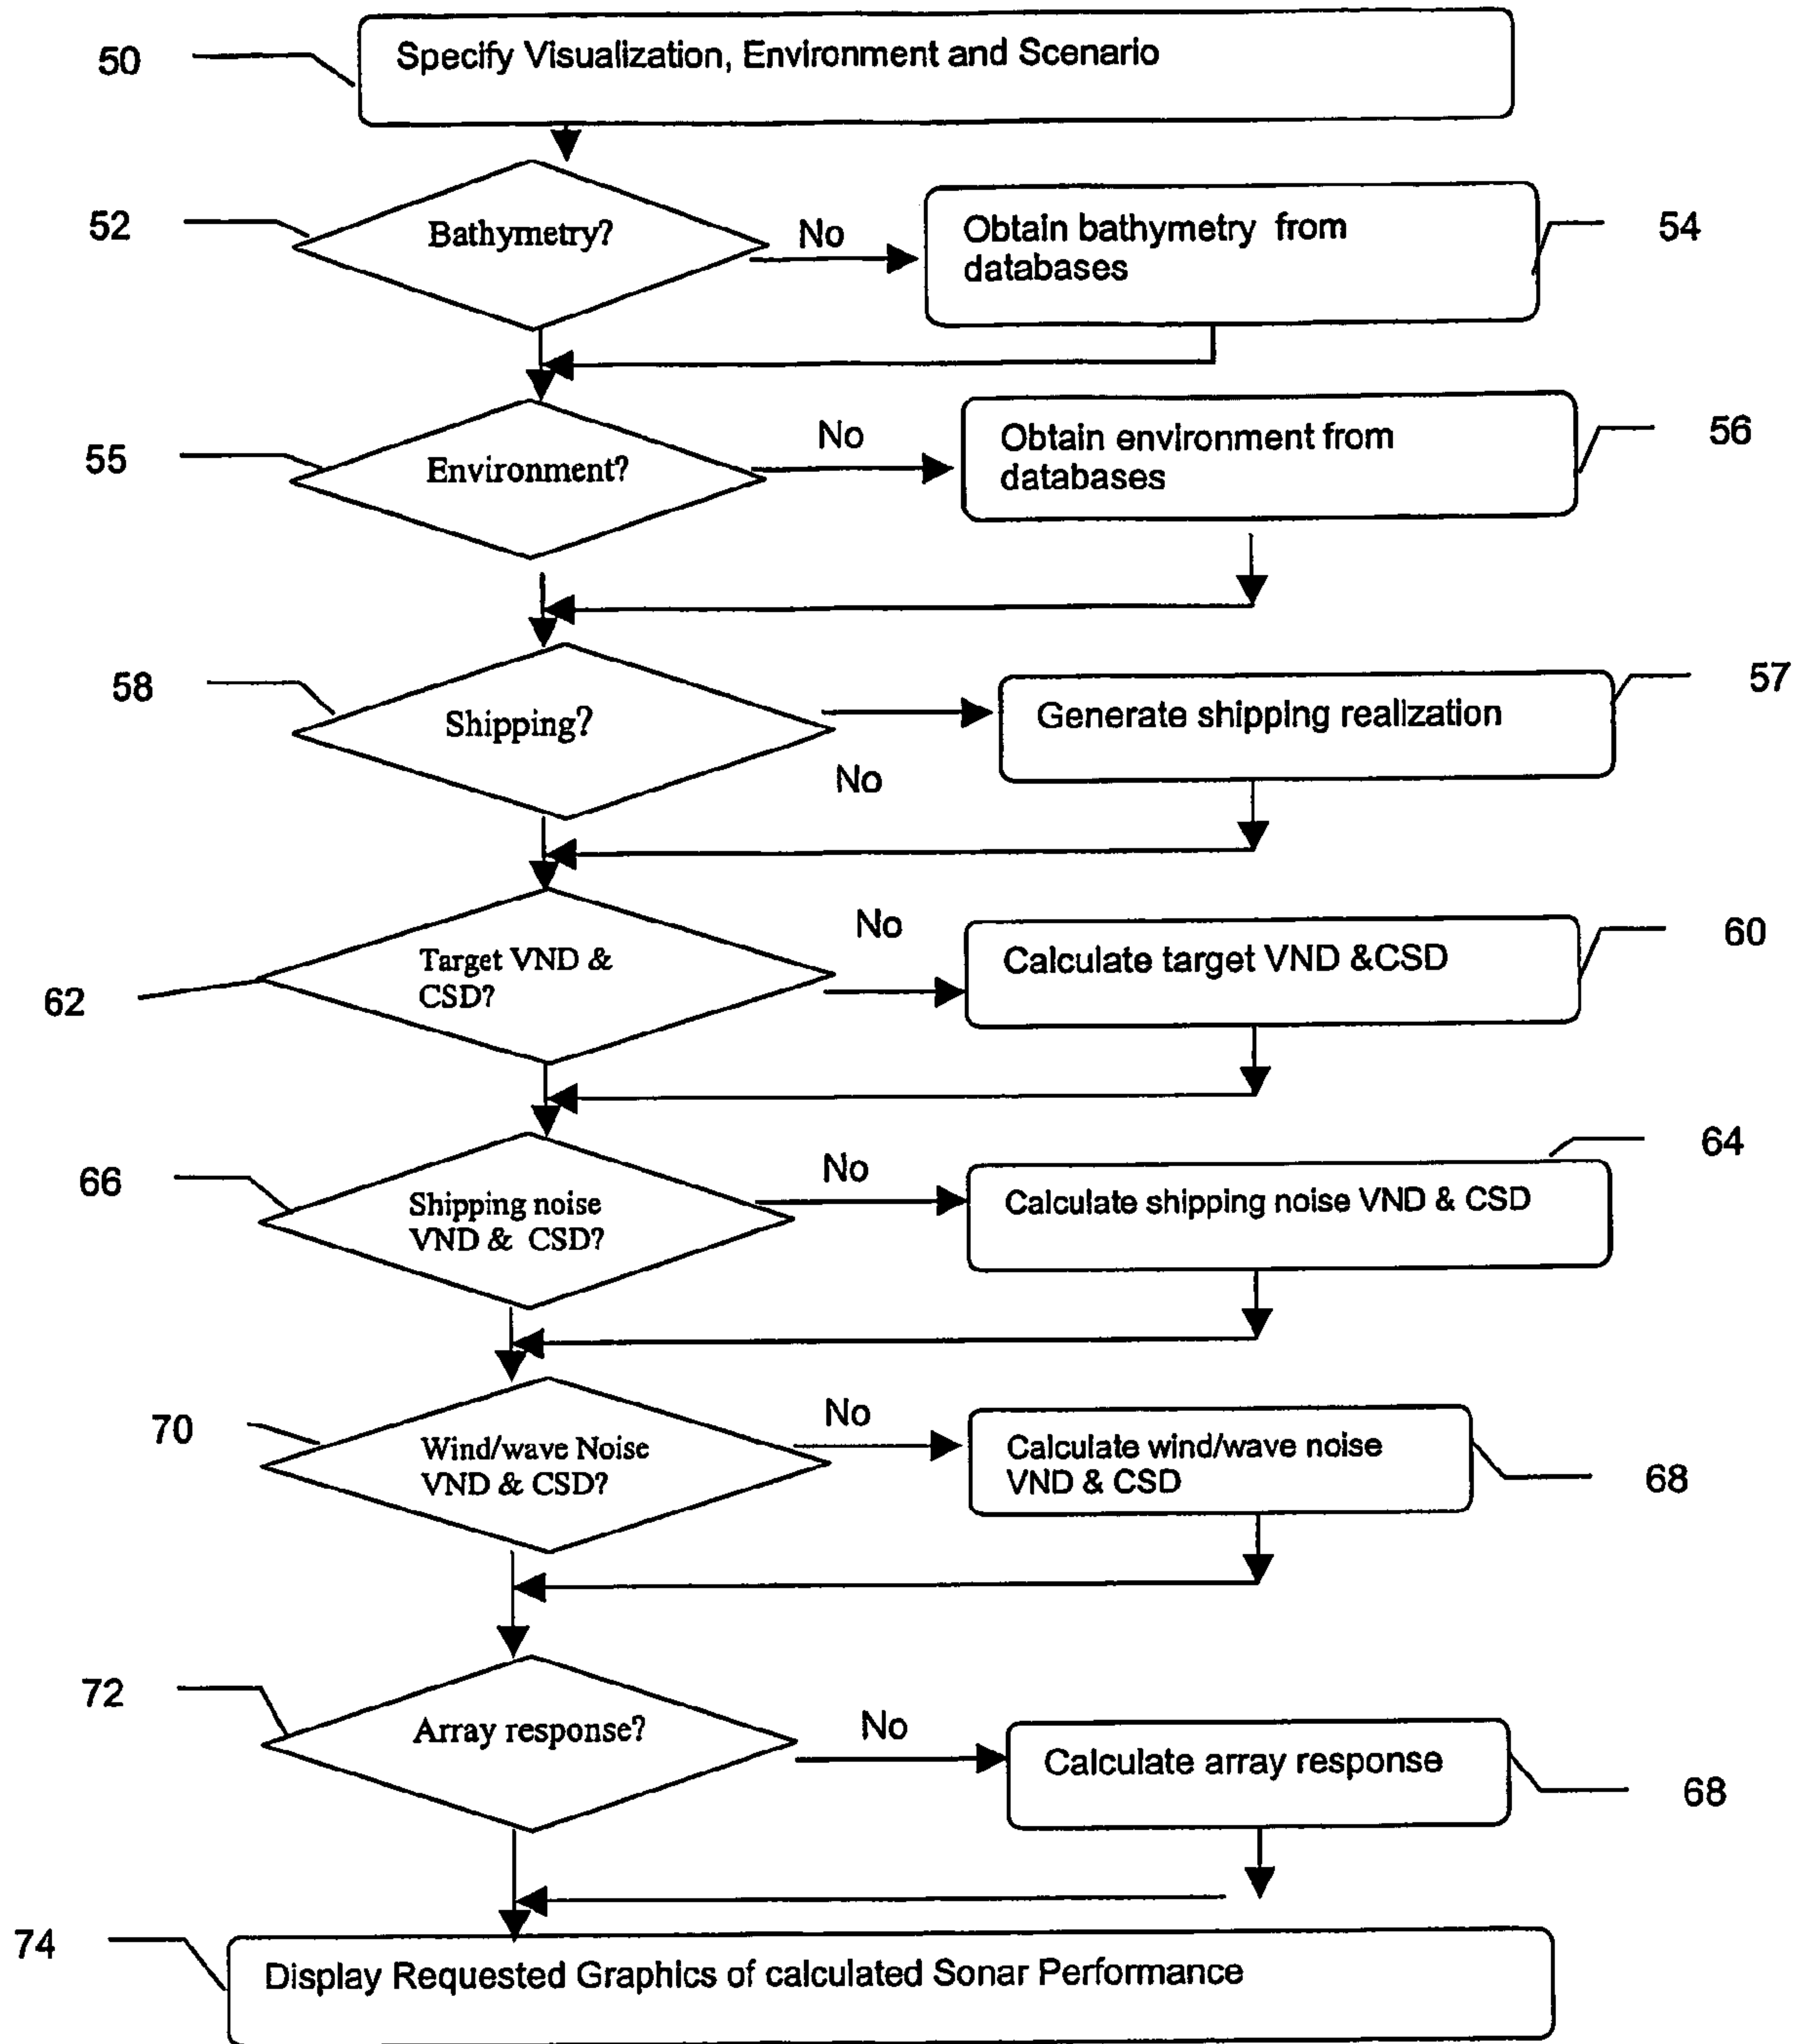 50
Specify Visualization, Environment and Scenario
52
Bathymetry?
No
Obtain bathymetry from
databases
54
55
Environment?
No
Obtain environment from
databases
56
58
Shipping?
No
Generate shipping realization
57
62
Target VND &
CSD?
No
Calculate target VND &CSD
60
66
Shipping noise
VND & CSD?
No
Calculate shipping noise VND & CSD
64
70
Wind/wave Noise
VND & CSD?
No
Calculate wind/wave noise
VND & CSD
68
72
Array response?
No
Calculate array response
68
74
Display Requested Graphics of calculated Sonar Performance